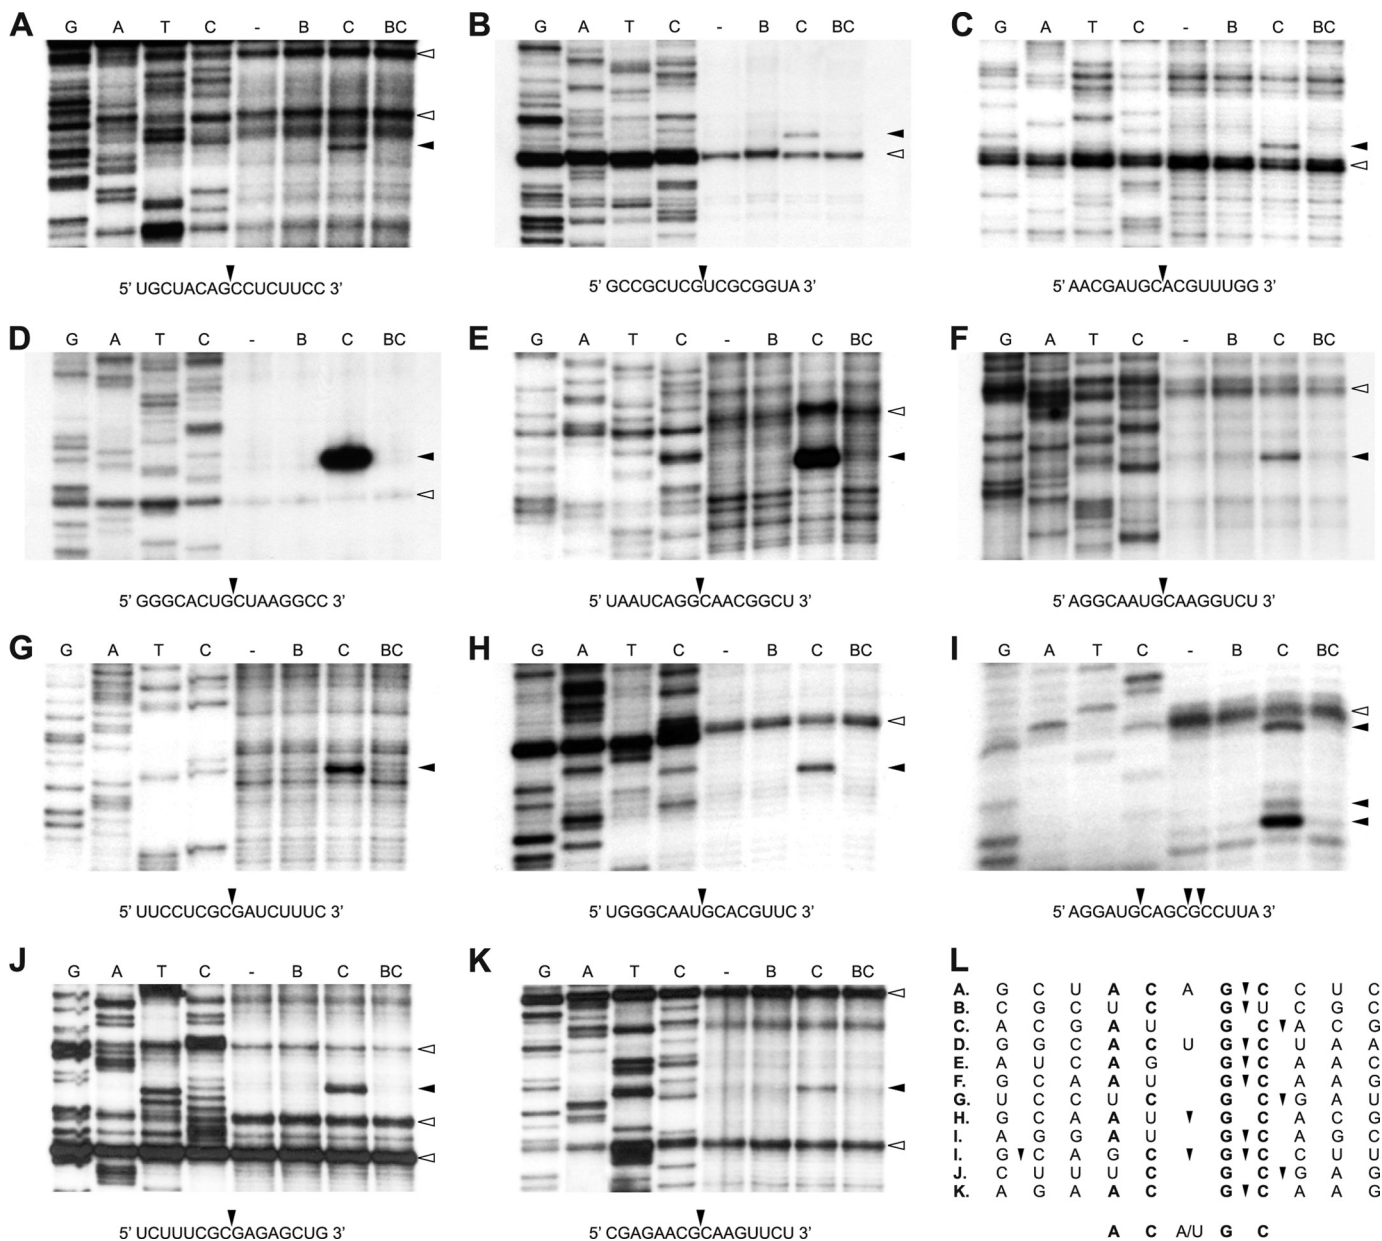 A G A T C - B C BC
5' UGCUACAGCCUCUUCC 3'
B G A T C - B C BC
5' GCCGCUCGUCGCGGUA 3'
C G A T C - B C BC
5' AACGAUGCACGUUUGG 3'
D G A T C - B C BC
5' GGGCACUGCUAAGGCC 3'
E G A T C - B C BC
5' UAAUCAGGCAACGGCU 3'
F G A T C - B C BC
5' AGGCAAUGCAAGGUCU 3'
G G A T C - B C BC
5' UUCCUCGCGAUCUUUC 3'
H G A T C - B C BC
5' UGGGCAAUGCACGUUC 3'
I G A T C - B C BC
5' AGGAUGCAGCGCCUUA 3'
J G A T C - B C BC
5' UCUUUCGCGAGAGCUG 3'
K G A T C - B C BC
5' CGAGAACGCAAGUUCU 3'
L
A. G C U A C A G C C U C
B. C G C U C G U C G C
C. A C G A U G C A C G
D. G G C A C U G C U A A
E. A U C A G G C A A C
F. G C A A U G C A A G
G. U C C U C G C G A U
H. G C A A U G C A C G
I. A G G A U G C A G C
I. G C A G C G C C U U
J. C U U U C G C G A G
K. A G A A C G C A A G
A C A/U G C